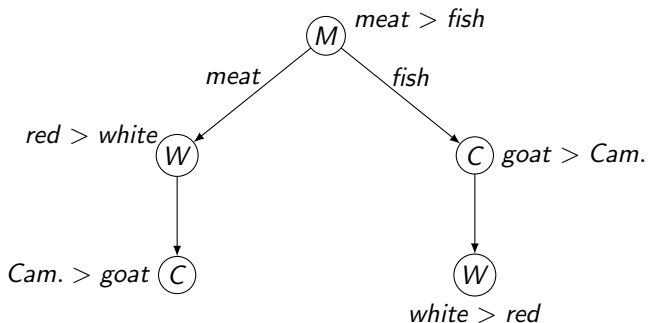 M meat > fish
meat fish
red > white W C goat > Cam.
Cam. > goat C W
white > red